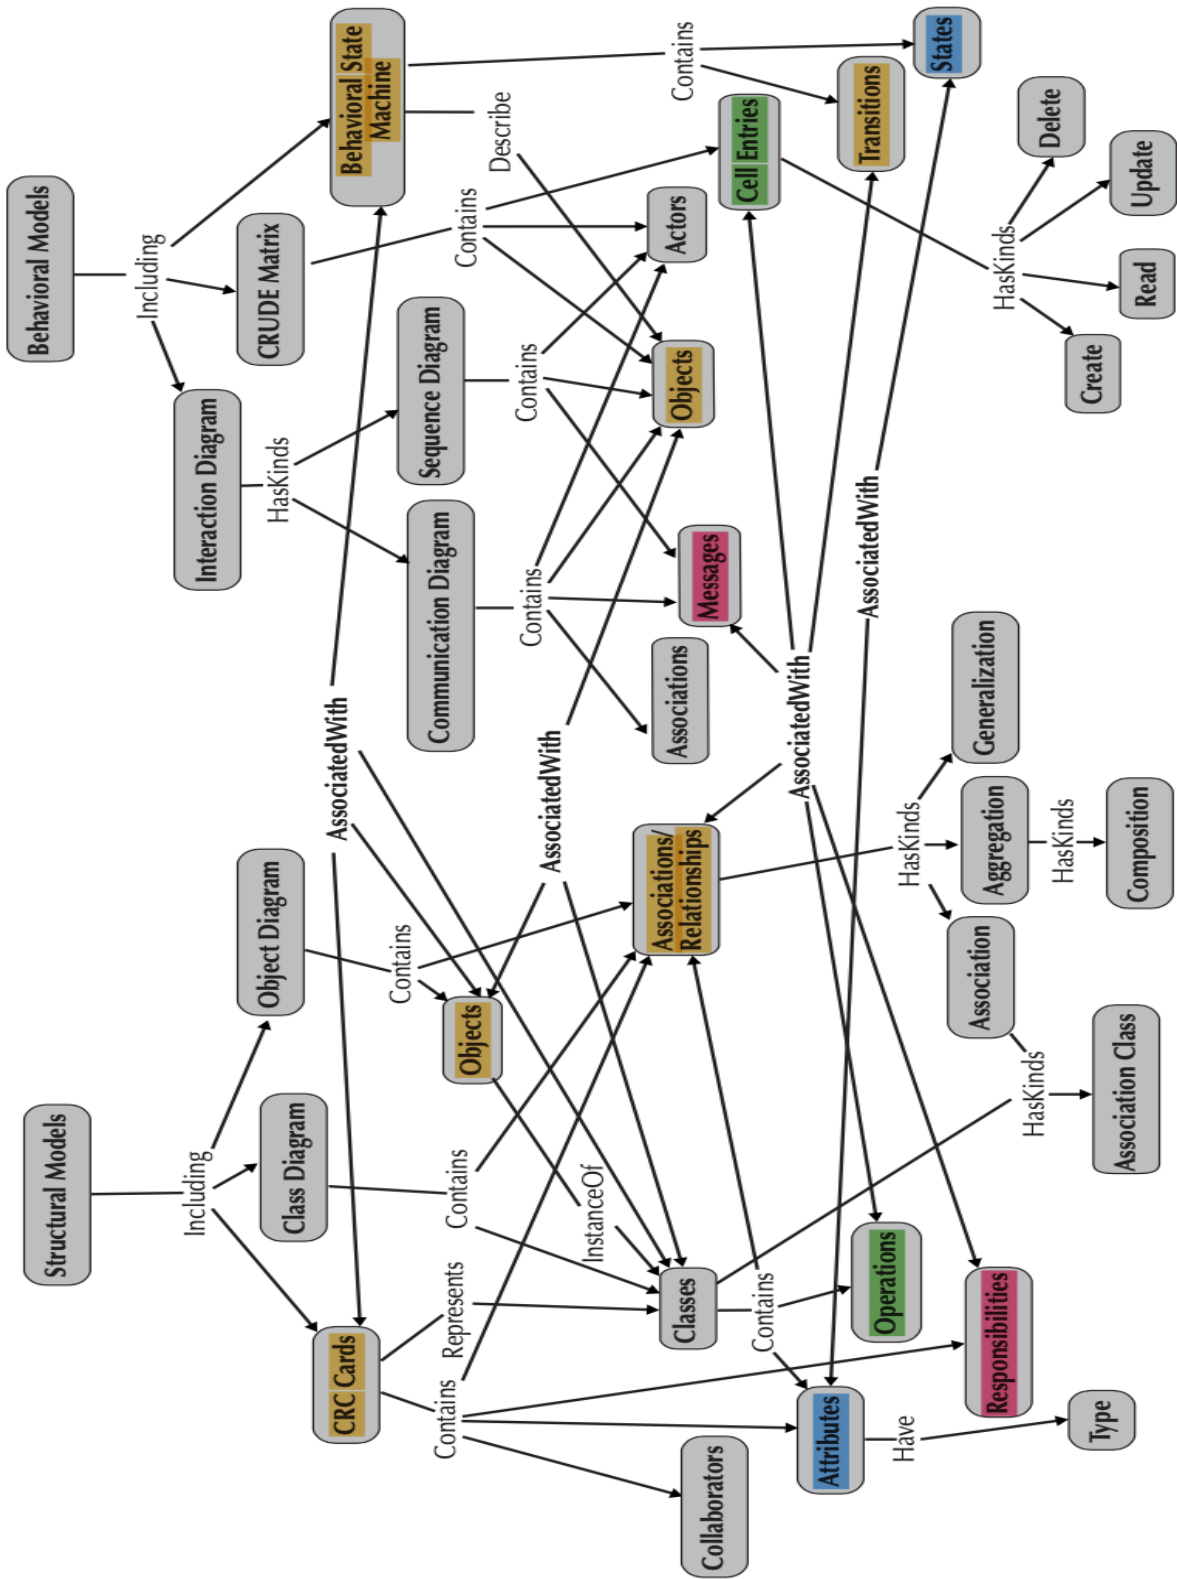 Structural Models
Including
CRC Cards
Class Diagram
Object Diagram
Contains
Represents
Contains
Contains
Objects
InstanceOf
Collaborators
Classes
Associations/
Relationships
Contains
Attributes
Operations
Responsibilities
Have
Type
HasKinds
Association
Aggregation
Generalization
HasKinds
HasKinds
Association Class
Composition
AssociatedWith
AssociatedWith
AssociatedWith
AssociatedWith
Behavioral Models
Including
Interaction Diagram
CRUDE Matrix
Behavioral State
Machine
HasKinds
Communication Diagram
Sequence Diagram
Contains
Contains
Contains
Describe
Contains
Associations
Messages
Objects
Actors
Cell Entries
Transitions
States
HasKinds
Create
Read
Update
Delete